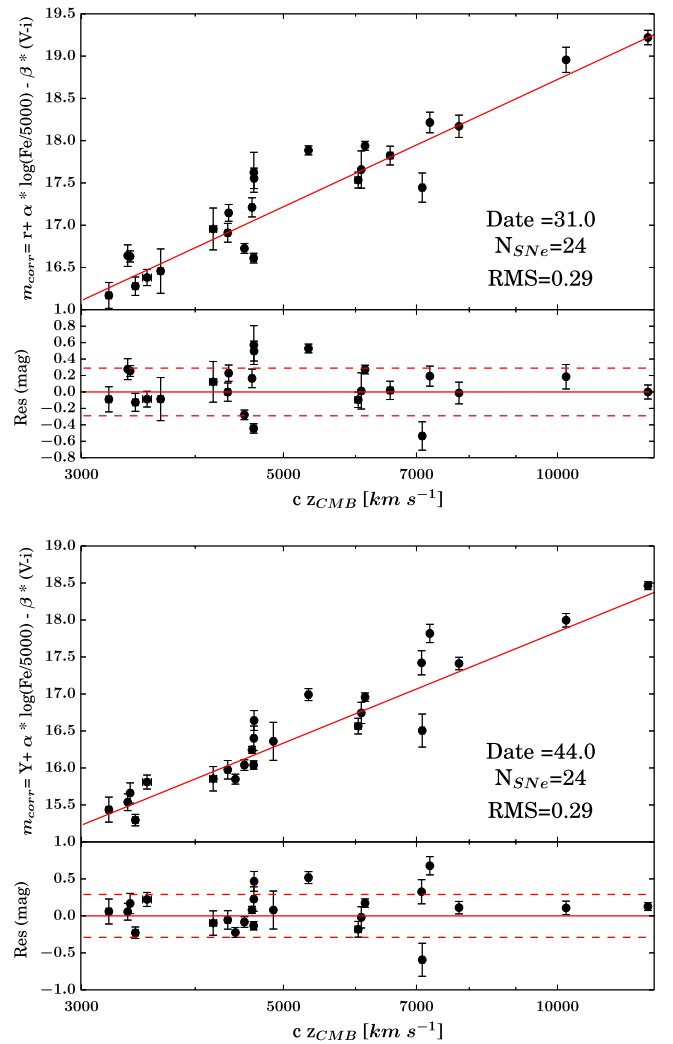 19.5
19.0
18.5
18.0
17.5
17.0
16.5
1.0
m_corr= r+ α * log(Fe/5000) - β * (V-i)
Date =31.0
N_SNe=24
RMS=0.29
0.8
0.6
0.4
0.2
0.0
−0.2
−0.4
−0.6
−0.8
Res (mag)
3000 5000 7000 10000
c z_CMB [km s⁻¹]
19.0
18.5
18.0
17.5
17.0
16.5
16.0
15.5
1.0
m_corr= Y+ α * log(Fe/5000) - β * (V-i)
Date =44.0
N_SNe=24
RMS=0.29
0.5
0.0
−0.5
−1.0
Res (mag)
3000 5000 7000 10000
c z_CMB [km s⁻¹]